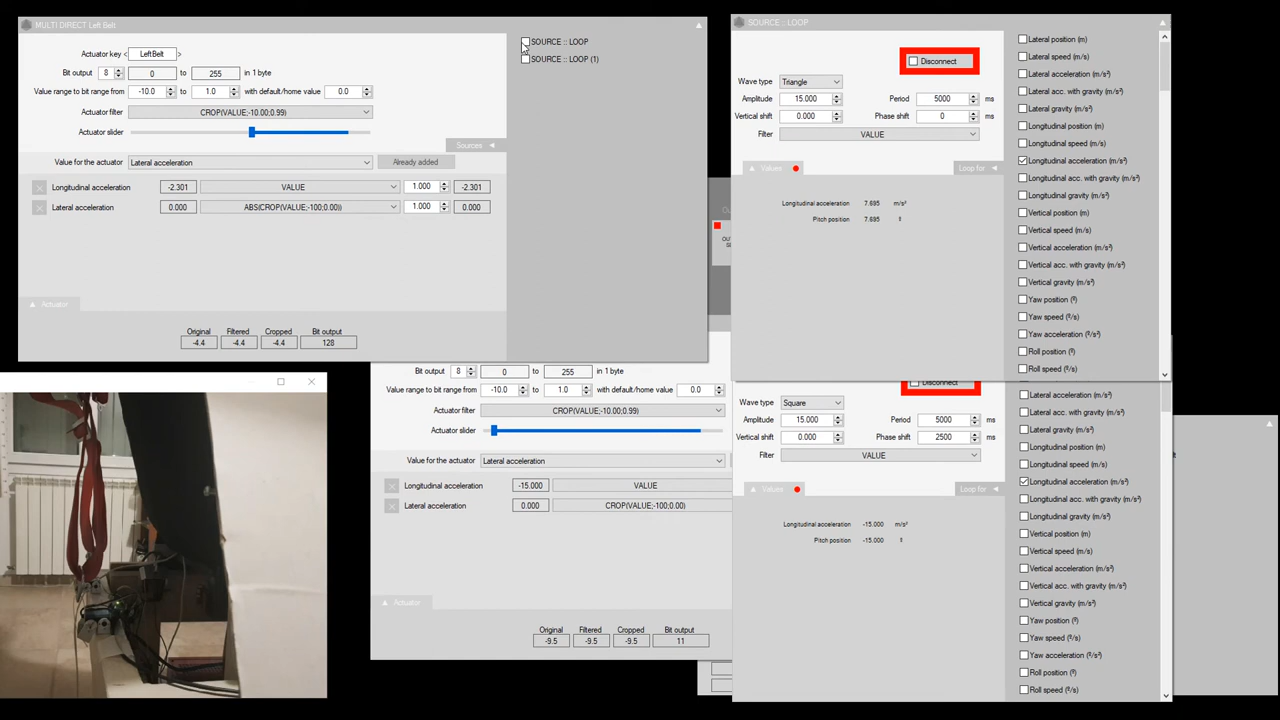 MULTI DIRECT Left Belt
Actuator key < LeftBelt >
Bit output 8 0 to 255 in 1 byte
Value range to bit range from -10.0 to 1.0 with default/home value 0.0
Actuator filter CROP(VALUE;-10.00;0.99)
Actuator slider
Sources
Value for the actuator Lateral acceleration Already added
Longitudinal acceleration -2.301 VALUE 1.000 -2.301
Lateral acceleration 0.000 ABS(CROP(VALUE;-100;0.00)) 1.000 0.000
Actuator
Original Filtered Cropped Bit output
-4.4 -4.4 -4.4 128
SOURCE :: LOOP
SOURCE :: LOOP (1)
SOURCE :: LOOP
Disconnect
Wave type Triangle
Amplitude 15.000 Period 5000 ms
Vertical shift 0.000 Phase shift 0 ms
Filter VALUE
Values Loop for
Longitudinal acceleration 7.695 m/s²
Pitch position 7.695
Lateral position (m)
Lateral speed (m/s)
Lateral acceleration (m/s²)
Lateral acc. with gravity (m/s²)
Lateral gravity (m/s²)
Longitudinal position (m)
Longitudinal speed (m/s)
Longitudinal acceleration (m/s²)
Longitudinal acc. with gravity (m/s²)
Longitudinal gravity (m/s²)
Vertical position (m)
Vertical speed (m/s)
Vertical acceleration (m/s²)
Vertical acc. with gravity (m/s²)
Vertical gravity (m/s²)
Yaw position (º)
Yaw speed (º/s)
Yaw acceleration (º/s²)
Roll position (º)
Roll speed (º/s)
Bit output 8 0 to 255 in 1 byte
Value range to bit range from -10.0 to 1.0 with default/home value 0.0
Actuator filter CROP(VALUE;-10.00;0.99)
Actuator slider
Value for the actuator Lateral acceleration
Longitudinal acceleration -15.000 VALUE
Lateral acceleration 0.000 CROP(VALUE;-100;0.00)
Actuator
Original Filtered Cropped Bit output
-9.5 -9.5 -9.5 11
Disconnect
Wave type Square
Amplitude 15.000 Period 5000 ms
Vertical shift 0.000 Phase shift 2500 ms
Filter VALUE
Values Loop for
Longitudinal acceleration -15.000 m/s²
Pitch position -15.000
Lateral acceleration (m/s²)
Lateral acc. with gravity (m/s²)
Lateral gravity (m/s²)
Longitudinal position (m)
Longitudinal speed (m/s)
Longitudinal acceleration (m/s²)
Longitudinal acc. with gravity (m/s²)
Longitudinal gravity (m/s²)
Vertical position (m)
Vertical speed (m/s)
Vertical acceleration (m/s²)
Vertical acc. with gravity (m/s²)
Vertical gravity (m/s²)
Yaw position (º)
Yaw speed (º/s)
Yaw acceleration (º/s²)
Roll position (º)
Roll speed (º/s)